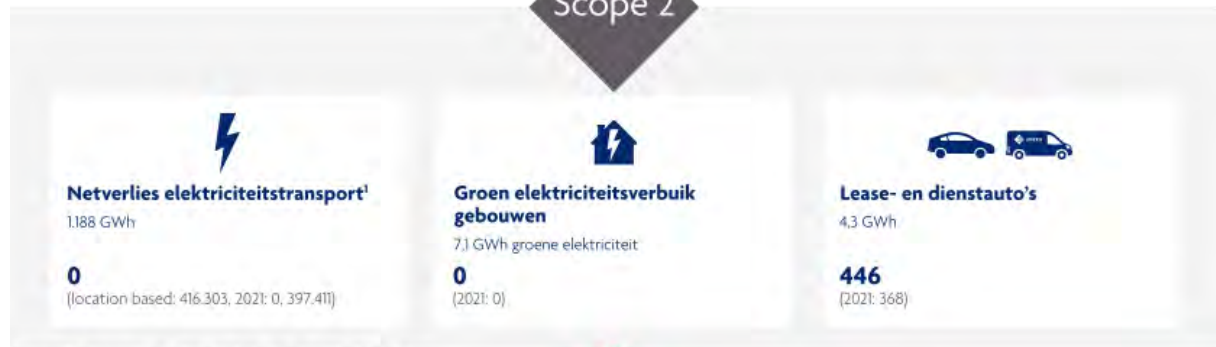 Scope 2
Netverlies elektriciteitstransport¹
1.188 GWh
0
(location based: 416.303, 2021: 0, 397.411)
Groen elektriciteitsverbuik
gebouwen
7,1 GWh groene elektriciteit
0
(2021: 0)
Lease- en dienstauto's
4,3 GWh
446
(2021: 368)